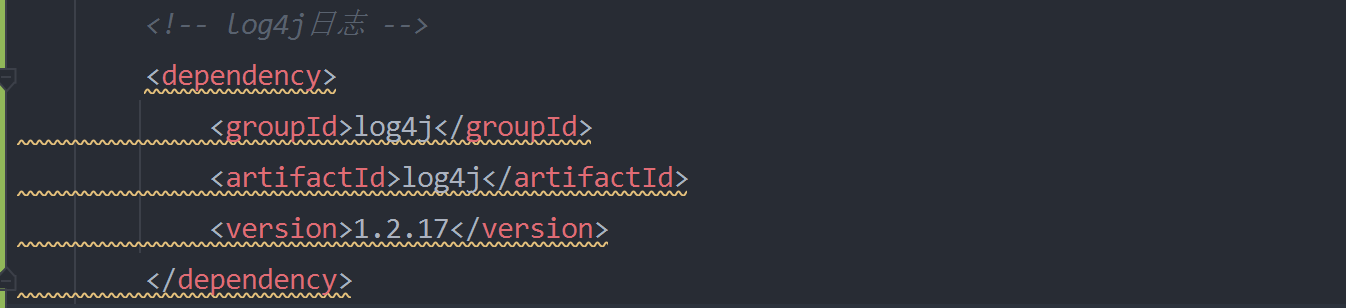 <!-- log4j日志 -->
<dependency>
<groupId>log4j</groupId>
<artifactId>log4j</artifactId>
<version>1.2.17</version>
</dependency>